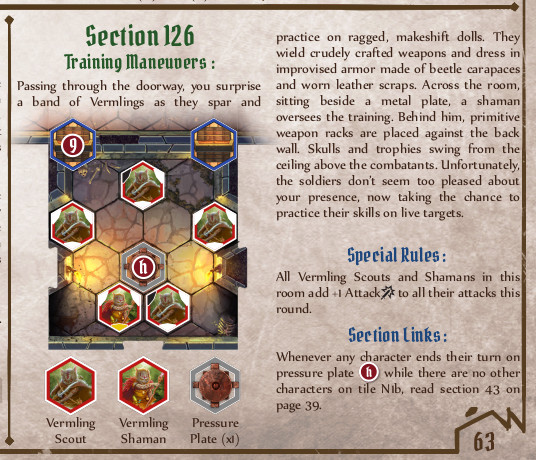 Section 126
Training Maneuvers:
Passing through the doorway, you surprise
a band of Vermlings as they spar and
9
h
Vermling
Scout
Vermling
Shaman
Pressure
Plate (x1)
practice on ragged, makeshift dolls. They
wield crudely crafted weapons and dress in
improvised armor made of beetle carapaces
and worn leather scraps. Across the room,
sitting beside a metal plate, a shaman
oversees the training. Behind him, primitive
weapon racks are placed against the back
wall. Skulls and trophies swing from the
ceiling above the combatants. Unfortunately,
the soldiers don't seem too pleased about
your presence, now taking the chance to
practice their skills on live targets.
Special Rules:
All Vermling Scouts and Shamans in this
room add +1 Attack to all their attacks this
round.
Section Links:
Whenever any character ends their turn on
pressure plate h while there are no other
characters on tile N1b, read section 43 on
page 39.
63